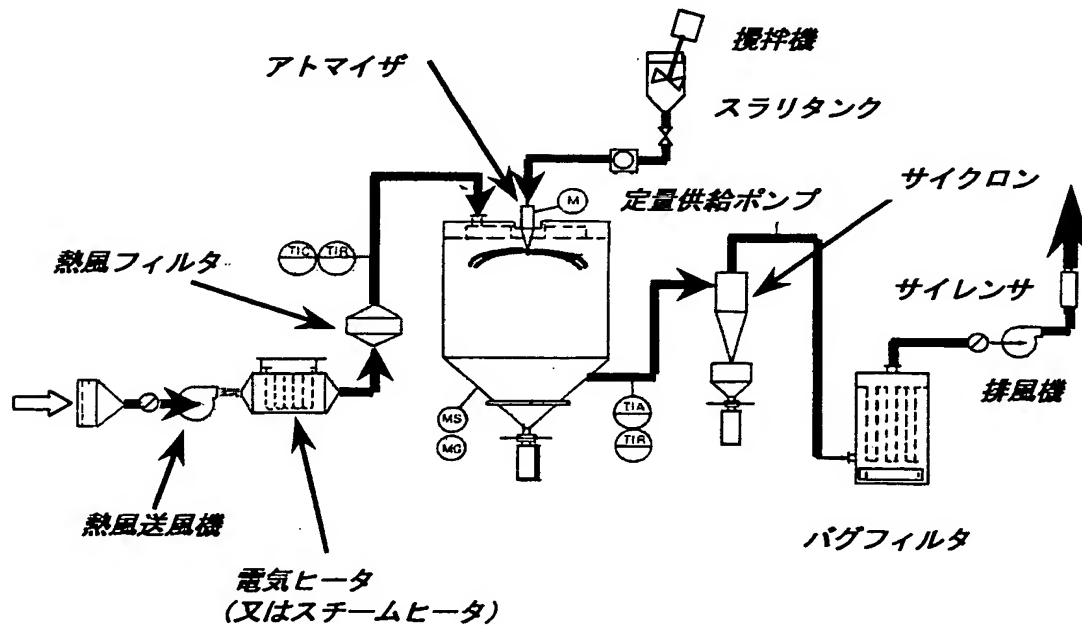 攪拌機
アトマイザ
スラリタンク
サイクロン
M
定量供給ポンプ
TIC
TIR
熱風フィルタ
サイレンサ
排風機
MS
TIA
MG
TIR
熱風送風機
バグフィルタ
電気ヒータ
(又はスチームヒータ)